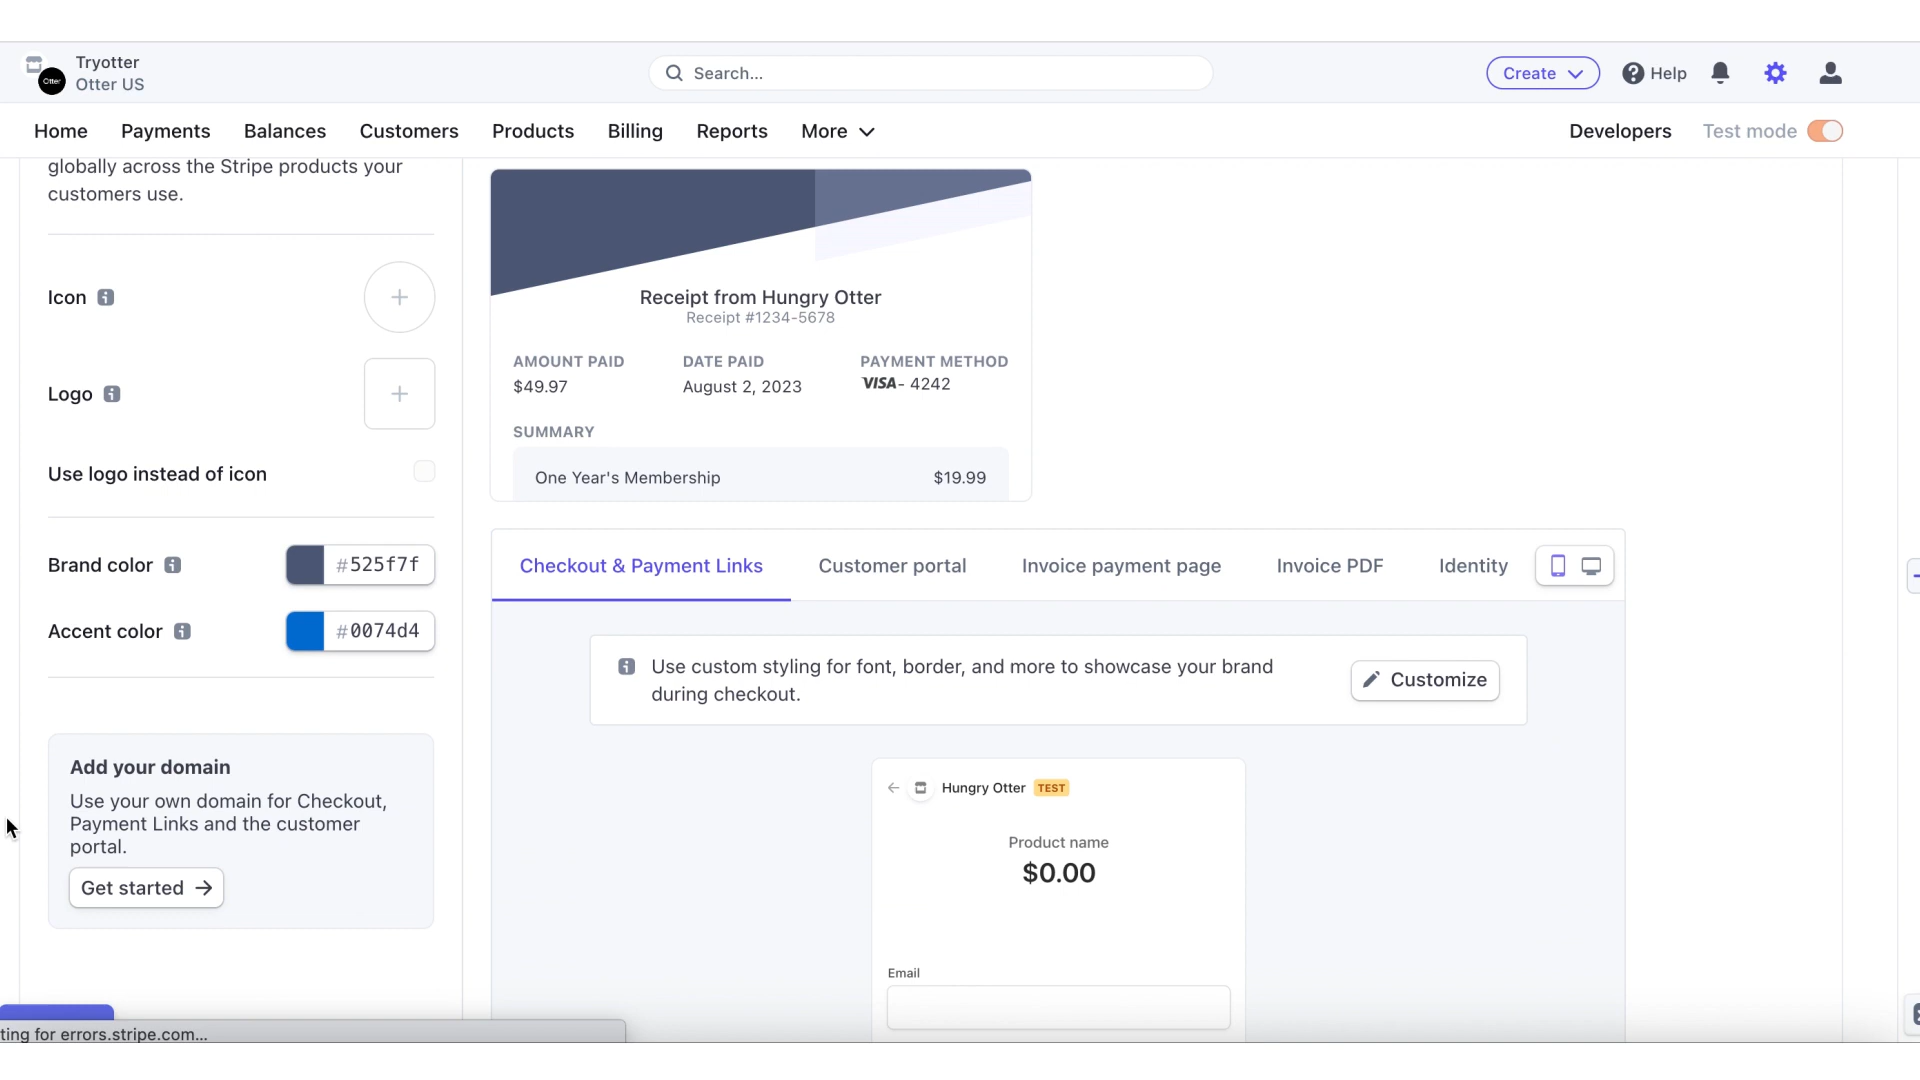 Tryotter
Otter
Otter US
Search...
Create
Help
Home
Payments
Balances
Customers
Products
Billing
Reports
More
Developers
Test mode
globally across the Stripe products your
customers use.
Icon
Logo
Use logo instead of icon
Brand color
#525f7f
Accent color
#0074d4
Add your domain
Use your own domain for Checkout,
Payment Links and the customer
portal.
Get started →
ting for errors.stripe.com...
Receipt from Hungry Otter
Receipt #1234-5678
AMOUNT PAID
$49.97
DATE PAID
August 2, 2023
PAYMENT METHOD
VISA - 4242
SUMMARY
One Year's Membership $19.99
Checkout & Payment Links
Customer portal
Invoice payment page
Invoice PDF
Identity
Use custom styling for font, border, and more to showcase your brand
during checkout.
Customize
Hungry Otter TEST
Product name
$0.00
Email